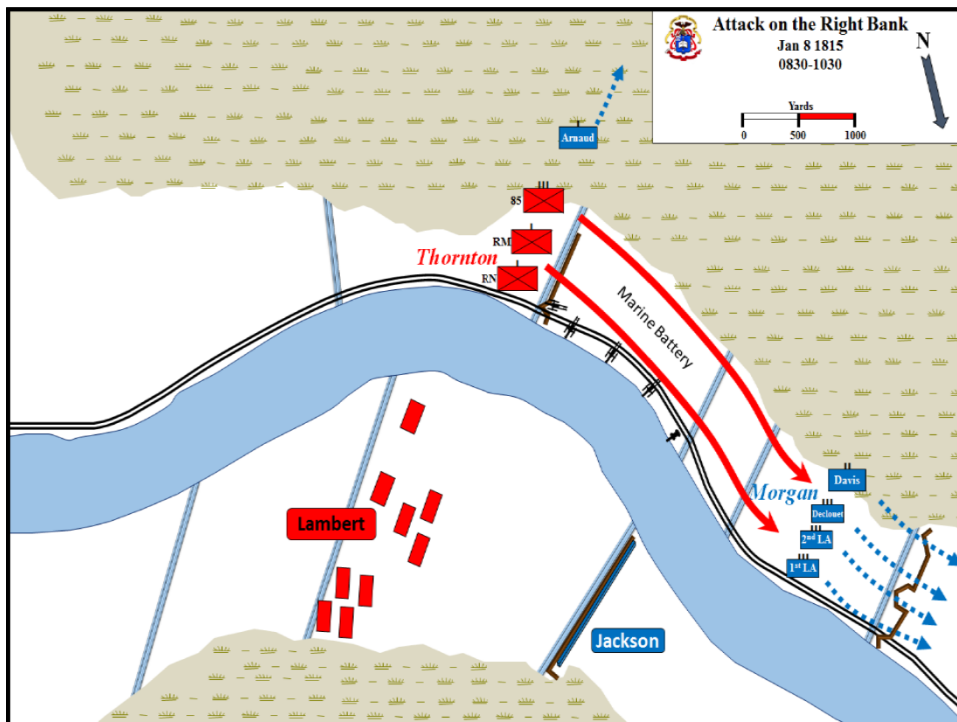 Attack on the Right Bank
Jan 8 1815
0830-1030
N
Yards
0 500 1000
Arnaud
85
RM
Thornton
RN
Marine Battery
Morgan
Davis
Declouet
2nd LA
1st LA
Lambert
Jackson